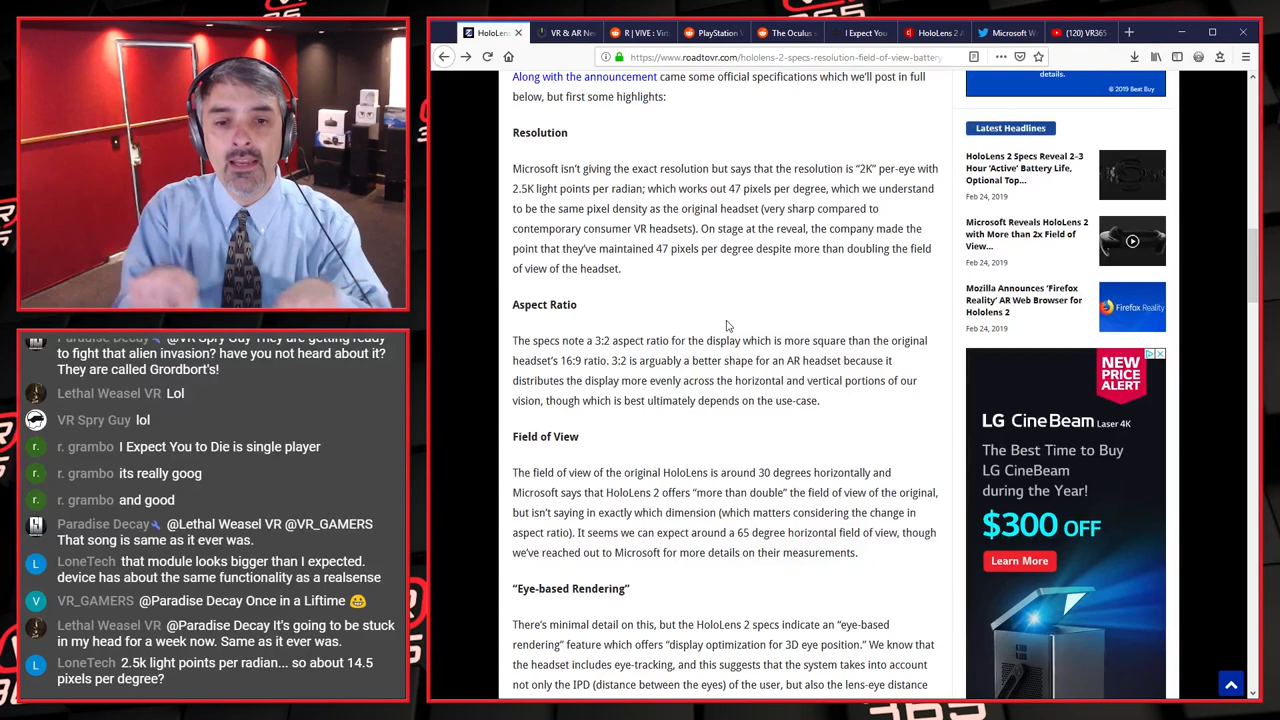 HoloLens
VR & AR Ne
R | VIVE : Virt
PlayStation V
The Oculus s
I Expect You
HoloLens 2 A
Microsoft W
(120) VR365
https://www.roadtovr.com/hololens-2-specs-resolution-field-of-view-battery
Along with the announcement came some official specifications which we'll post in full
below, but first some highlights:
Resolution
Microsoft isn't giving the exact resolution but says that the resolution is "2K" per-eye with
2.5K light points per radian; which works out 47 pixels per degree, which we understand
to be the same pixel density as the original headset (very sharp compared to
contemporary consumer VR headsets). On stage at the reveal, the company made the
point that they've maintained 47 pixels per degree despite more than doubling the field
of view of the headset.
Aspect Ratio
The specs note a 3:2 aspect ratio for the display which is more square than the original
headset's 16:9 ratio. 3:2 is arguably a better shape for an AR headset because it
distributes the display more evenly across the horizontal and vertical portions of our
vision, though which is best ultimately depends on the use-case.
Field of View
The field of view of the original HoloLens is around 30 degrees horizontally and
Microsoft says that HoloLens 2 offers "more than double" the field of view of the original,
but isn't saying in exactly which dimension (which matters considering the change in
aspect ratio). It seems we can expect around a 65 degree horizontal field of view, though
we've reached out to Microsoft for more details on their measurements.
"Eye-based Rendering"
There's minimal detail on this, but the HoloLens 2 specs indicate an "eye-based
rendering" feature which offers "display optimization for 3D eye position." We know that
the headset includes eye-tracking, and this suggests that the system takes into account
not only the IPD (distance between the eyes) of the user, but also the lens-eye distance
details.
© 2019 Best Buy
Latest Headlines
HoloLens 2 Specs Reveal 2–3
Hour 'Active' Battery Life,
Optional Top...
Feb 24, 2019
Microsoft Reveals HoloLens 2
with More than 2x Field of
View...
Feb 24, 2019
Mozilla Announces 'Firefox
Reality' AR Web Browser for
Hololens 2
Feb 24, 2019
Firefox Reality
NEW
PRICE
ALERT
LG CineBeam Laser 4K
The Best Time to Buy
LG CineBeam
during the Year!
$300 OFF
Learn More
Paradise Decay @VR Spry Guy They are getting ready
to fight that alien invasion? have you not heard about it?
They are called Grordbort's!
Lethal Weasel VR Lol
VR Spry Guy lol
r. r. grambo I Expect You to Die is single player
r. r. grambo its really goog
r. r. grambo and good
Paradise Decay @Lethal Weasel VR @VR_GAMERS
That song is same as it ever was.
L LoneTech that module looks bigger than I expected.
device has about the same functionality as a realsense
V VR_GAMERS @Paradise Decay Once in a Liftime
Lethal Weasel VR @Paradise Decay It's going to be stuck
in my head for a week now. Same as it ever was.
L LoneTech 2.5k light points per radian... so about 14.5
pixels per degree?
365